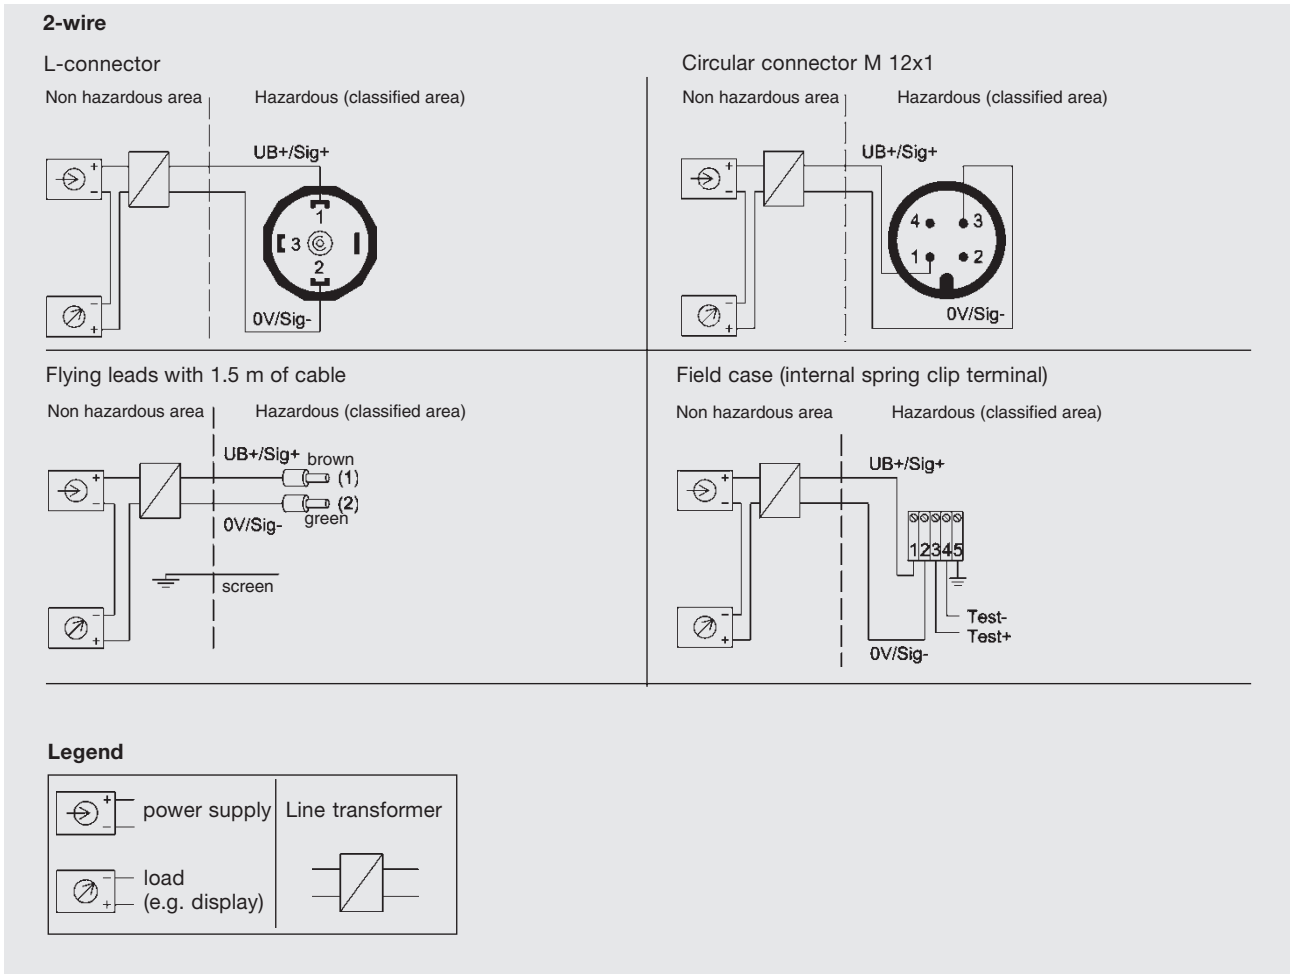 2-wire
L-connector
Non hazardous area
Hazardous (classified area)
+
-
UB+/Sig+
1
3
2
-
+
0V/Sig-
Circular connector M 12x1
Non hazardous area
Hazardous (classified area)
+
-
UB+/Sig+
4
3
1
2
-
+
0V/Sig-
Flying leads with 1.5 m of cable
Non hazardous area
Hazardous (classified area)
+
-
UB+/Sig+
brown
(1)
(2)
green
0V/Sig-
screen
-
+
Field case (internal spring clip terminal)
Non hazardous area
Hazardous (classified area)
+
-
UB+/Sig+
12345
Test-
Test+
-
+
0V/Sig-
Legend
+
-
power supply
Line transformer
-
+
load
(e.g. display)